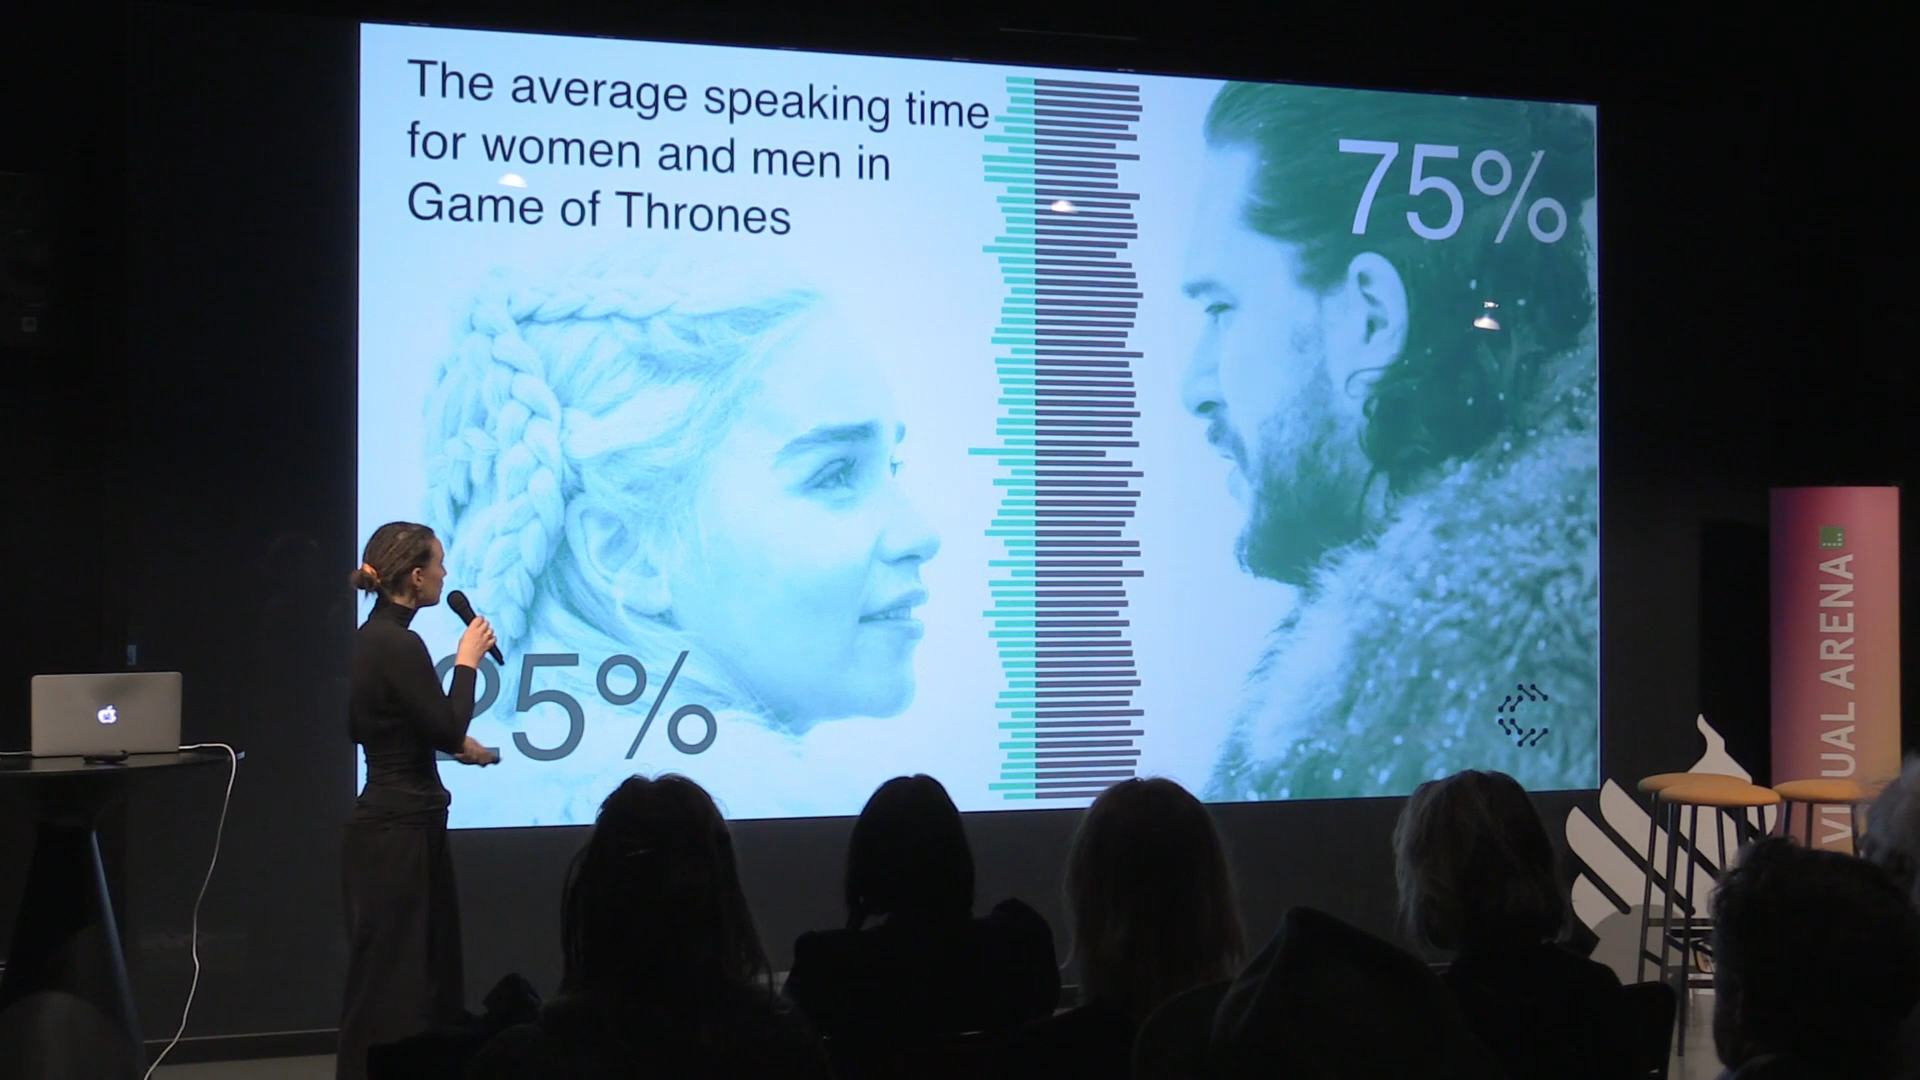 The average speaking time
for women and men in
Game of Thrones
75%
25%
VISUAL ARENA